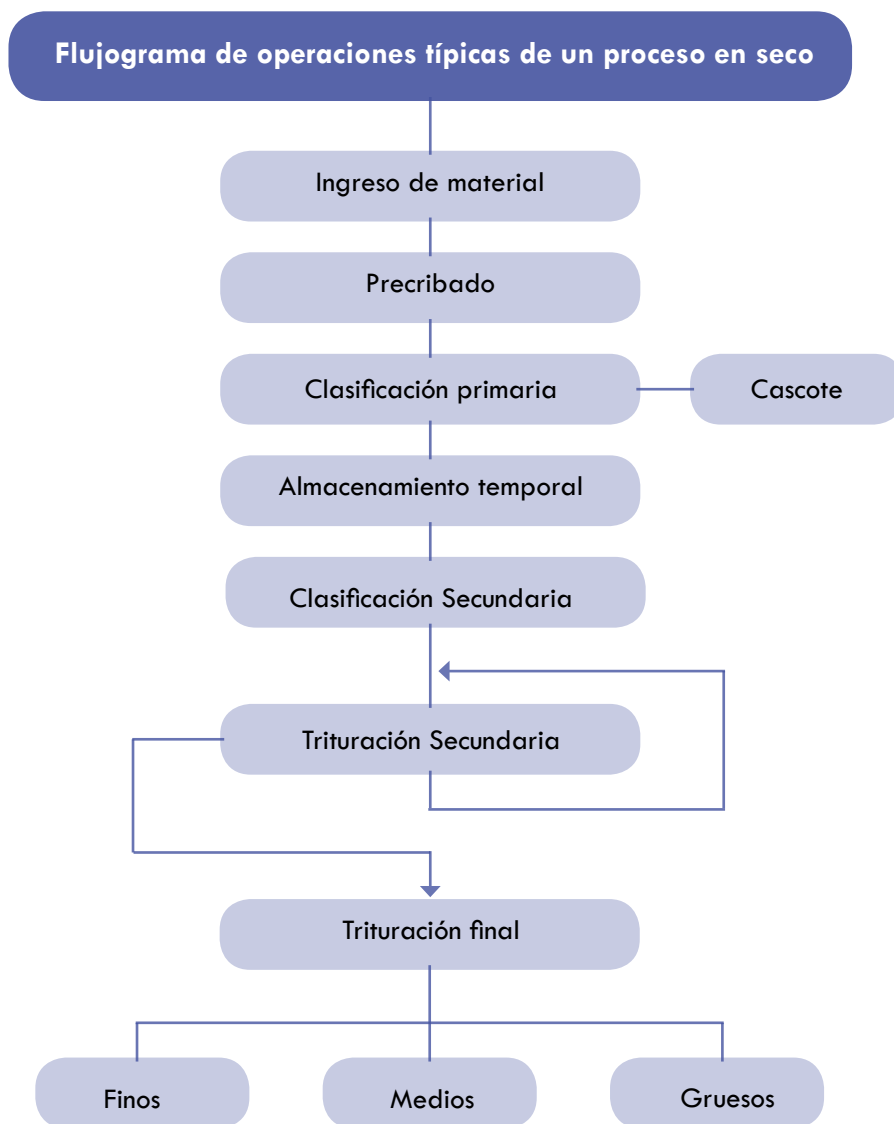 Flujograma de operaciones típicas de un proceso en seco
Ingreso de material
Precribado
Clasificación primaria
Cascote
Almacenamiento temporal
Clasificación Secundaria
Trituración Secundaria
Trituración final
Finos
Medios
Gruesos